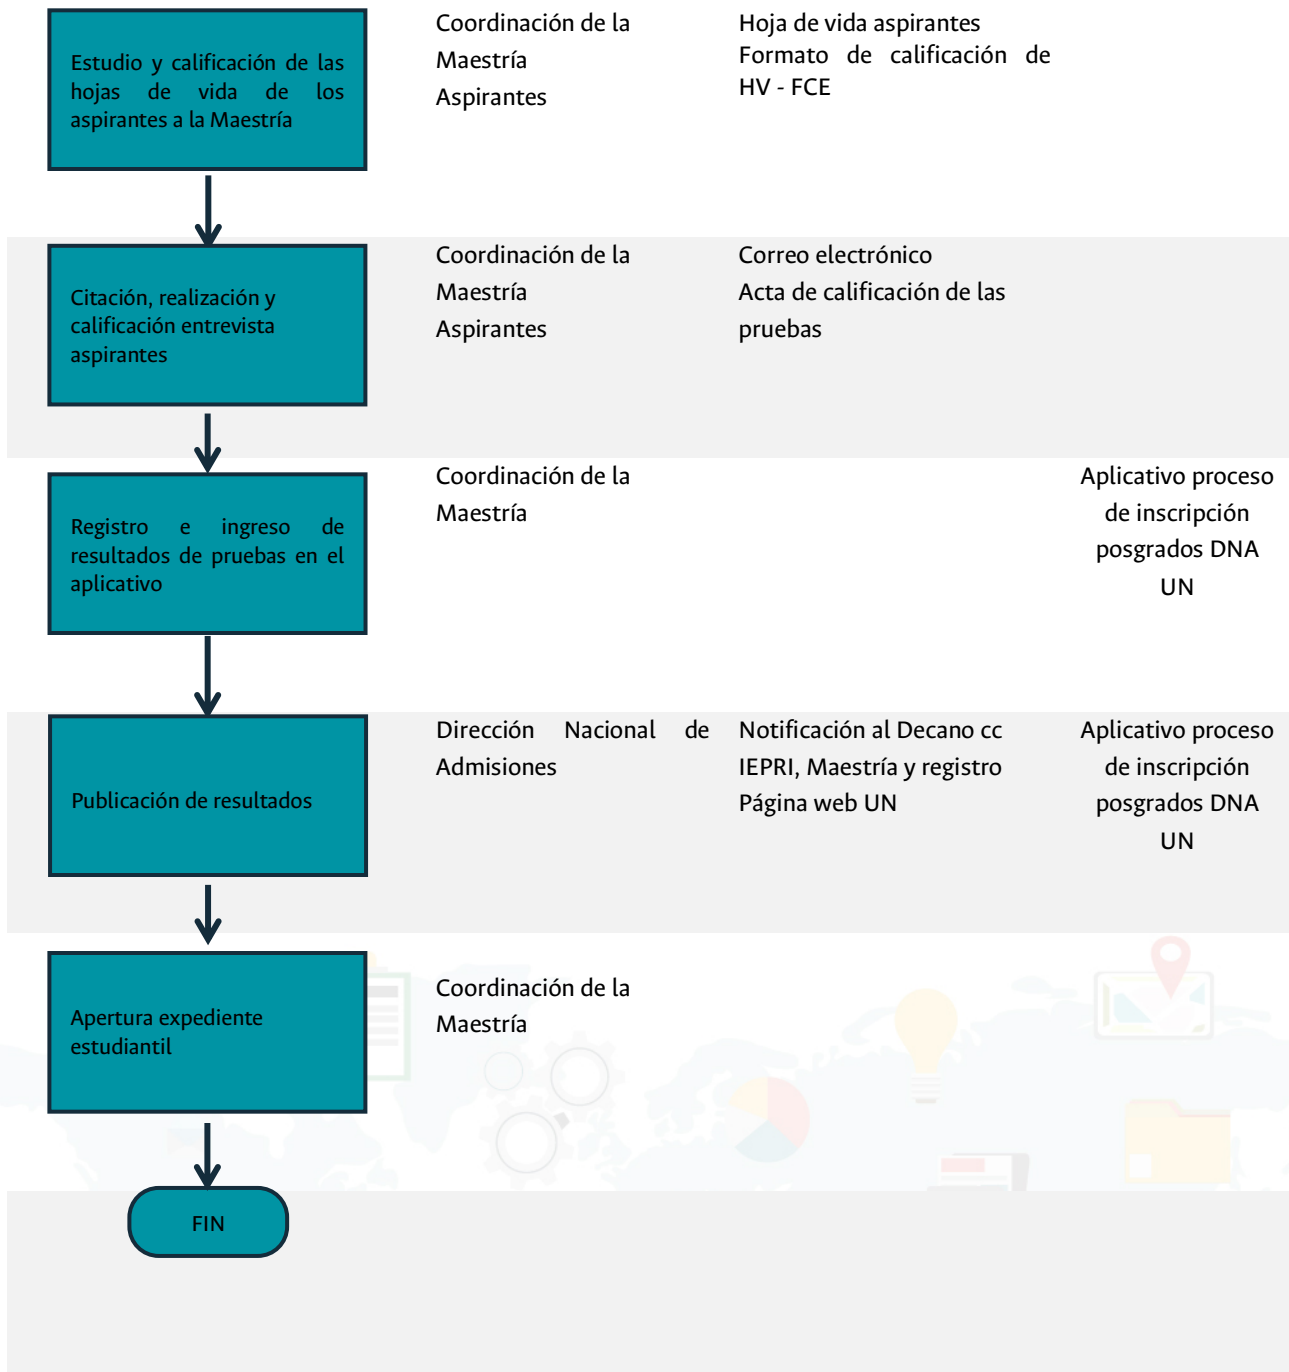 Estudio y calificación de las
hojas de vida de los
aspirantes a la Maestría
Coordinación de la
Maestría
Aspirantes
Hoja de vida aspirantes
Formato de calificación de
HV - FCE
Citación, realización y
calificación entrevista
aspirantes
Coordinación de la
Maestría
Aspirantes
Correo electrónico
Acta de calificación de las
pruebas
Registro e ingreso de
resultados de pruebas en el
aplicativo
Coordinación de la
Maestría
Aplicativo proceso
de inscripción
posgrados DNA
UN
Publicación de resultados
Dirección Nacional de
Admisiones
Notificación al Decano cc
IEPRI, Maestría y registro
Página web UN
Aplicativo proceso
de inscripción
posgrados DNA
UN
Apertura expediente
estudiantil
Coordinación de la
Maestría
FIN